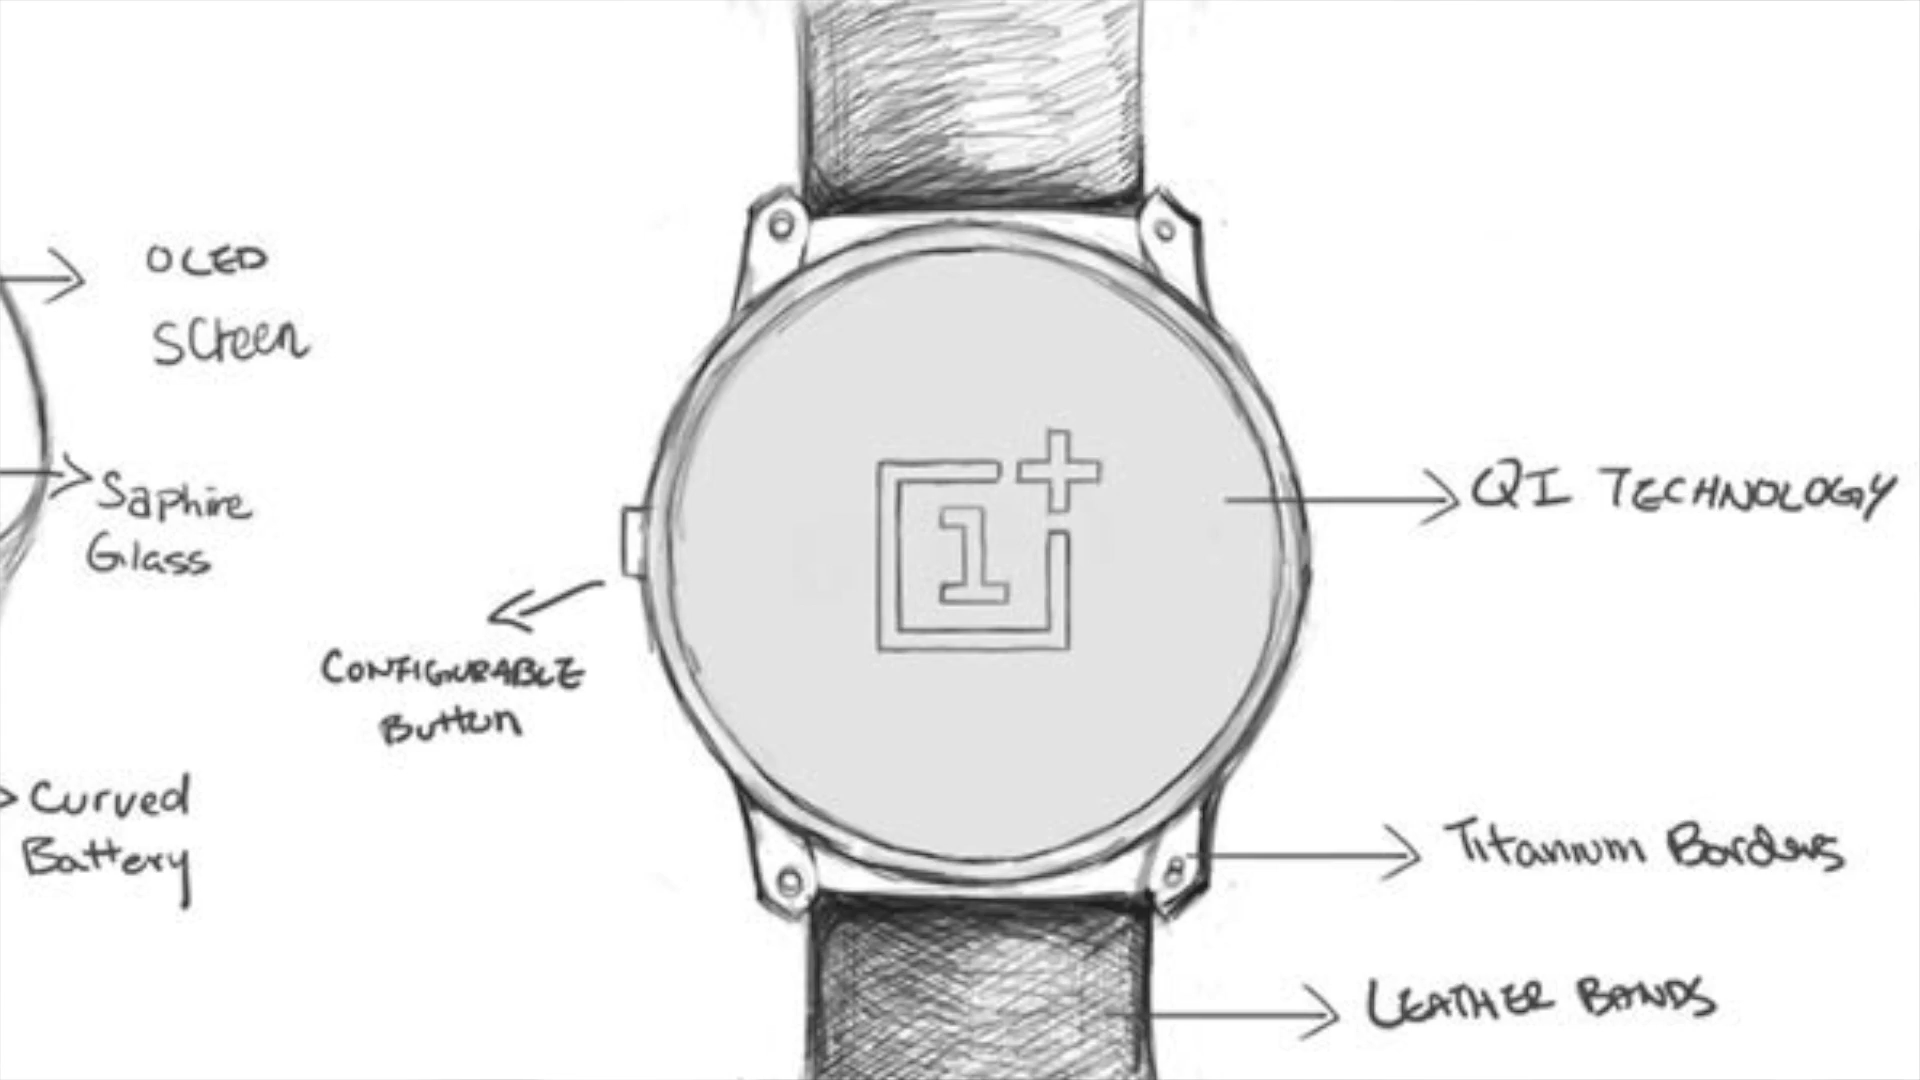 OLED
SCreen
Saphire
Glass
CONFIGURABLE
Button
Curved
Battery
1+
QI TECHNOLOGY
Titanium Borders
LEATHER BANDS